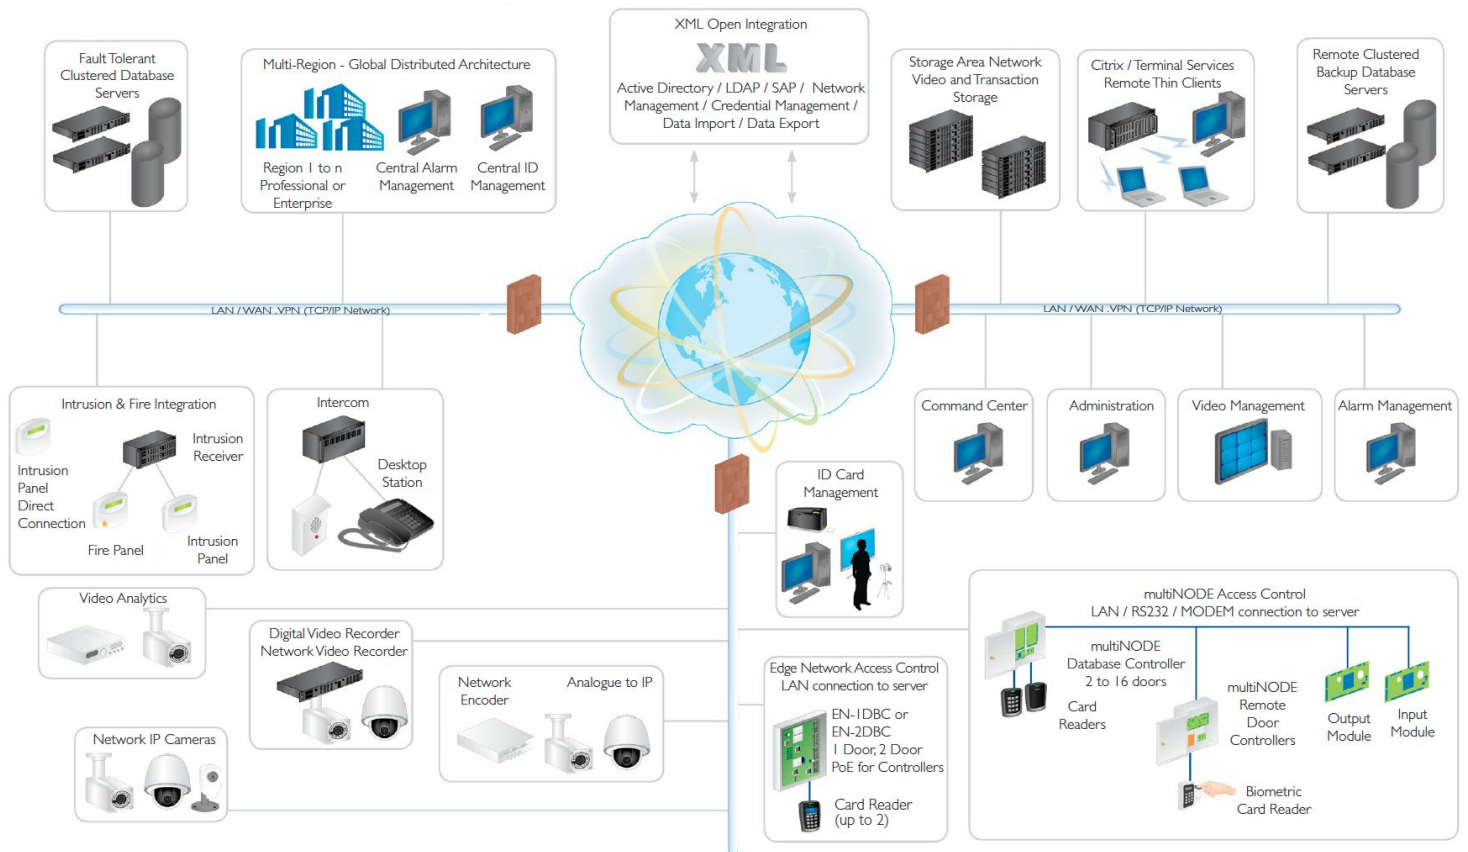 XML Open Integration
XML
Active Directory / LDAP / SAP / Network
Management / Credential Management /
Data Import / Data Export
Fault Tolerant
Clustered Database
Servers
Multi-Region - Global Distributed Architecture
Region 1 to n
Professional or
Enterprise
Central Alarm
Management
Central ID
Management
Storage Area Network
Video and Transaction
Storage
Citrix / Terminal Services
Remote Thin Clients
Remote Clustered
Backup Database
Servers
LAN / WAN .VPN (TCP/IP Network)
LAN / WAN .VPN (TCP/IP Network)
Intrusion & Fire Integration
Intrusion
Receiver
Intrusion
Panel
Direct
Connection
Fire Panel
Intrusion
Panel
Intercom
Desktop
Station
Command Center
Administration
Video Management
Alarm Management
ID Card
Management
Video Analytics
Digital Video Recorder
Network Video Recorder
Network
Encoder
Analogue to IP
Network IP Cameras
Edge Network Access Control
LAN connection to server
EN-1DBC or
EN-2DBC
1 Door, 2 Door
PoE for Controllers
Card Reader
(up to 2)
multiNODE Access Control
LAN / RS232 / MODEM connection to server
multiNODE
Database Controller
2 to 16 doors
Card
Readers
multiNODE
Remote
Door
Controllers
Output
Module
Input
Module
Biometric
Card Reader